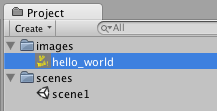 Project
Create All
images
hello_world
scenes
scene1